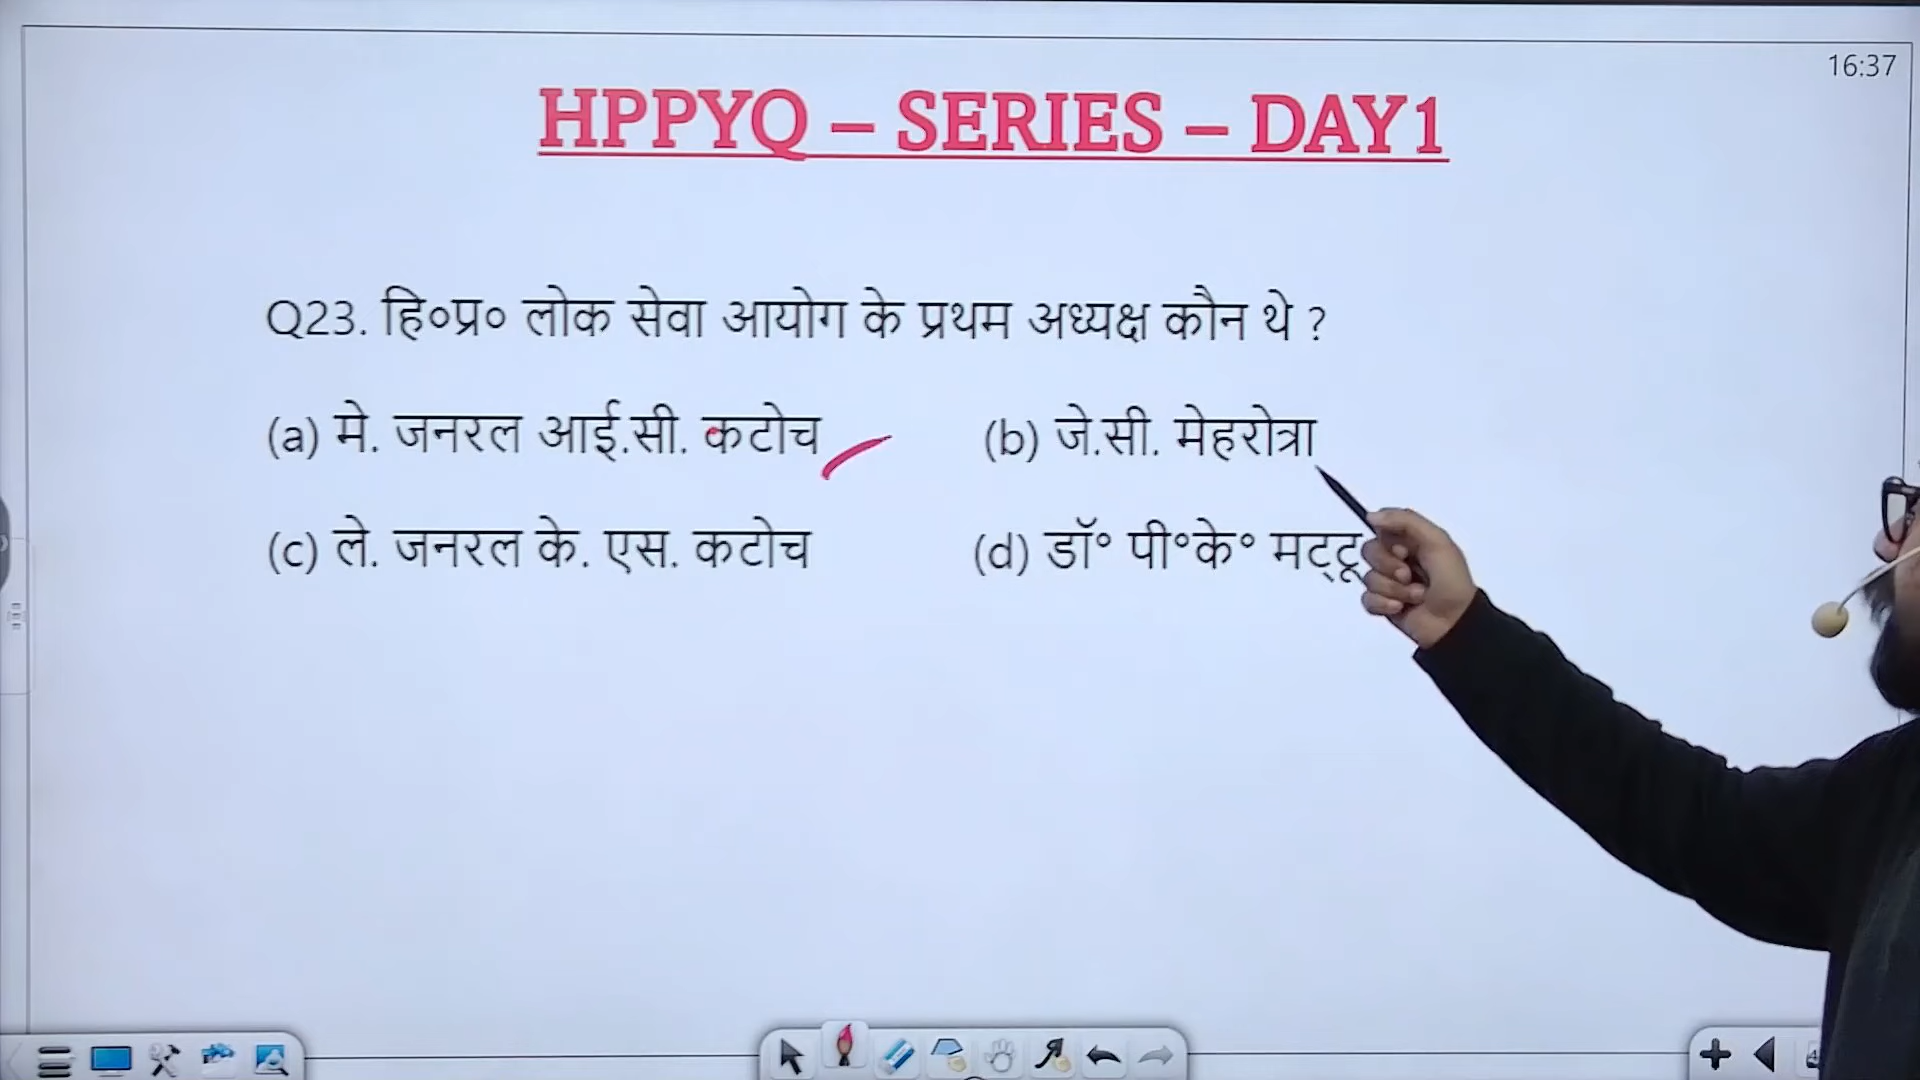 16:37
HPPYQ – SERIES – DAY1
Q23. हि०प्र० लोक सेवा आयोग के प्रथम अध्यक्ष कौन थे ?
(a) मे. जनरल आई.सी. कटोच (b) जे.सी. मेहरोत्रा
(c) ले. जनरल के. एस. कटोच (d) डॉ° पी°के° मट्टू